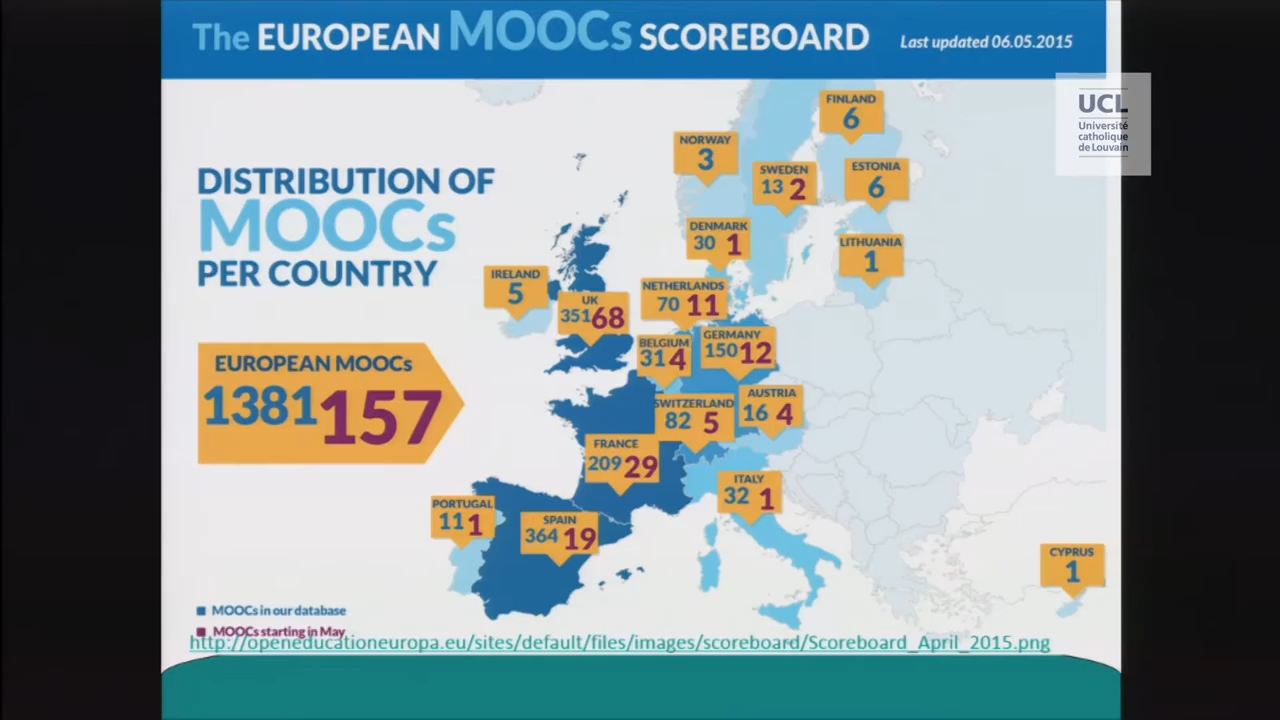 The EUROPEAN MOOCs SCOREBOARD
Last updated 06.05.2015
UCL
Université
catholique
de Louvain
DISTRIBUTION OF
MOOCs
PER COUNTRY
EUROPEAN MOOCs
1381 157
FINLAND
6
NORWAY
3
SWEDEN
13 2
ESTONIA
6
DENMARK
30 1
LITHUANIA
1
IRELAND
5
UK
351 68
NETHERLANDS
70 11
BELGIUM
31 4
GERMANY
150 12
SWITZERLAND
82 5
AUSTRIA
16 4
FRANCE
209 29
ITALY
32 1
PORTUGAL
11 1
SPAIN
364 19
CYPRUS
1
MOOCs in our database
MOOCs starting in May
http://openeducationeuropa.eu/sites/default/files/images/scoreboard/Scoreboard_April_2015.png